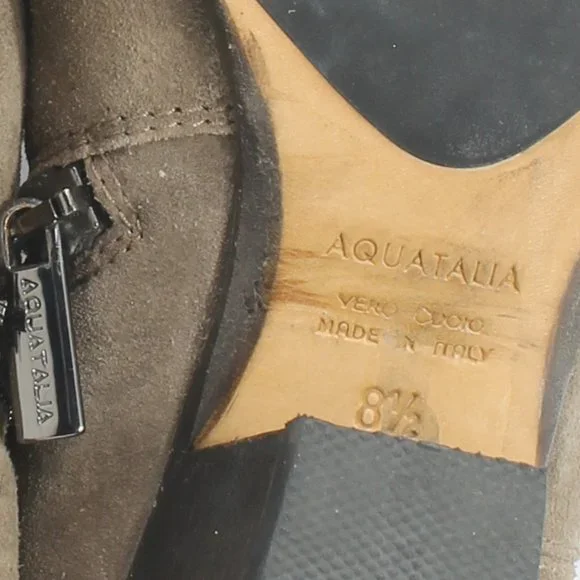 AQUATALIA
VERO CUOIO
MADE IN ITALY
8½
AQUATALIA